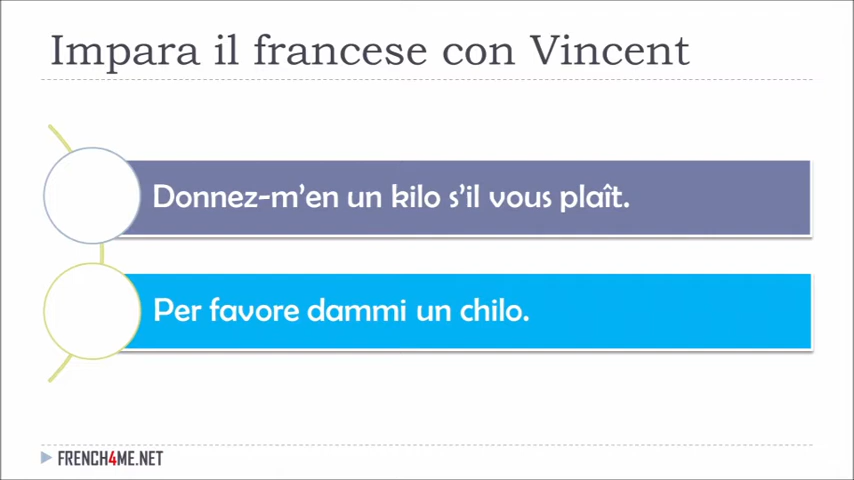 Impara il francese con Vincent
Donnez-m'en un kilo s'il vous plaît.
Per favore dammi un chilo.
FRENCH4ME.NET